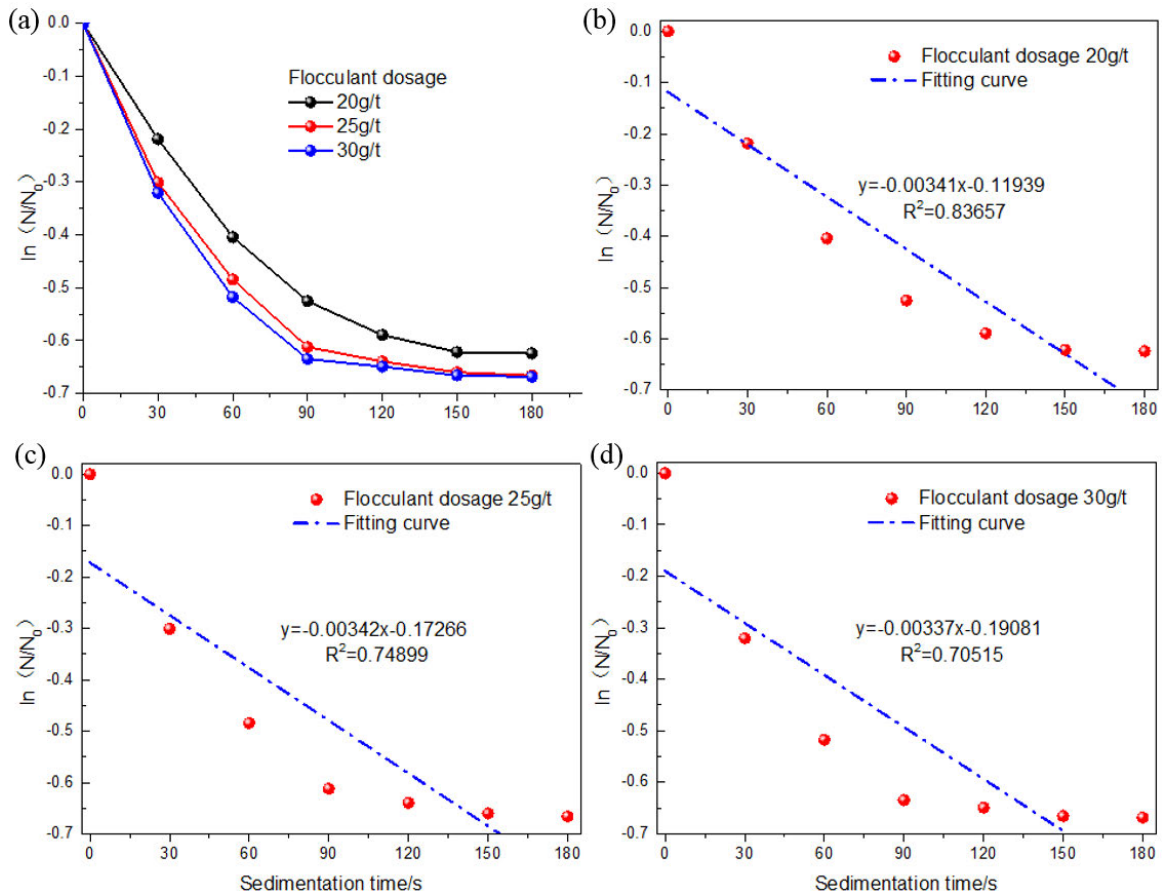 (a)
0.0
-0.1
-0.2
-0.3
-0.4
-0.5
-0.6
-0.7
ln（N/N₀）
Flocculant dosage
20g/t
25g/t
30g/t
0 30 60 90 120 150 180
(b)
0.0
-0.1
-0.2
-0.3
-0.4
-0.5
-0.6
-0.7
ln（N/N₀）
Flocculant dosage 20g/t
Fitting curve
y=-0.00341x-0.11939
R²=0.83657
0 30 60 90 120 150 180
(c)
0.0
-0.1
-0.2
-0.3
-0.4
-0.5
-0.6
-0.7
ln（N/N₀）
Flocculant dosage 25g/t
Fitting curve
y=-0.00342x-0.17266
R²=0.74899
0 30 60 90 120 150 180
Sedimentation time/s
(d)
0.0
-0.1
-0.2
-0.3
-0.4
-0.5
-0.6
-0.7
ln（N/N₀）
Flocculant dosage 30g/t
Fitting curve
y=-0.00337x-0.19081
R²=0.70515
0 30 60 90 120 150 180
Sedimentation time/s